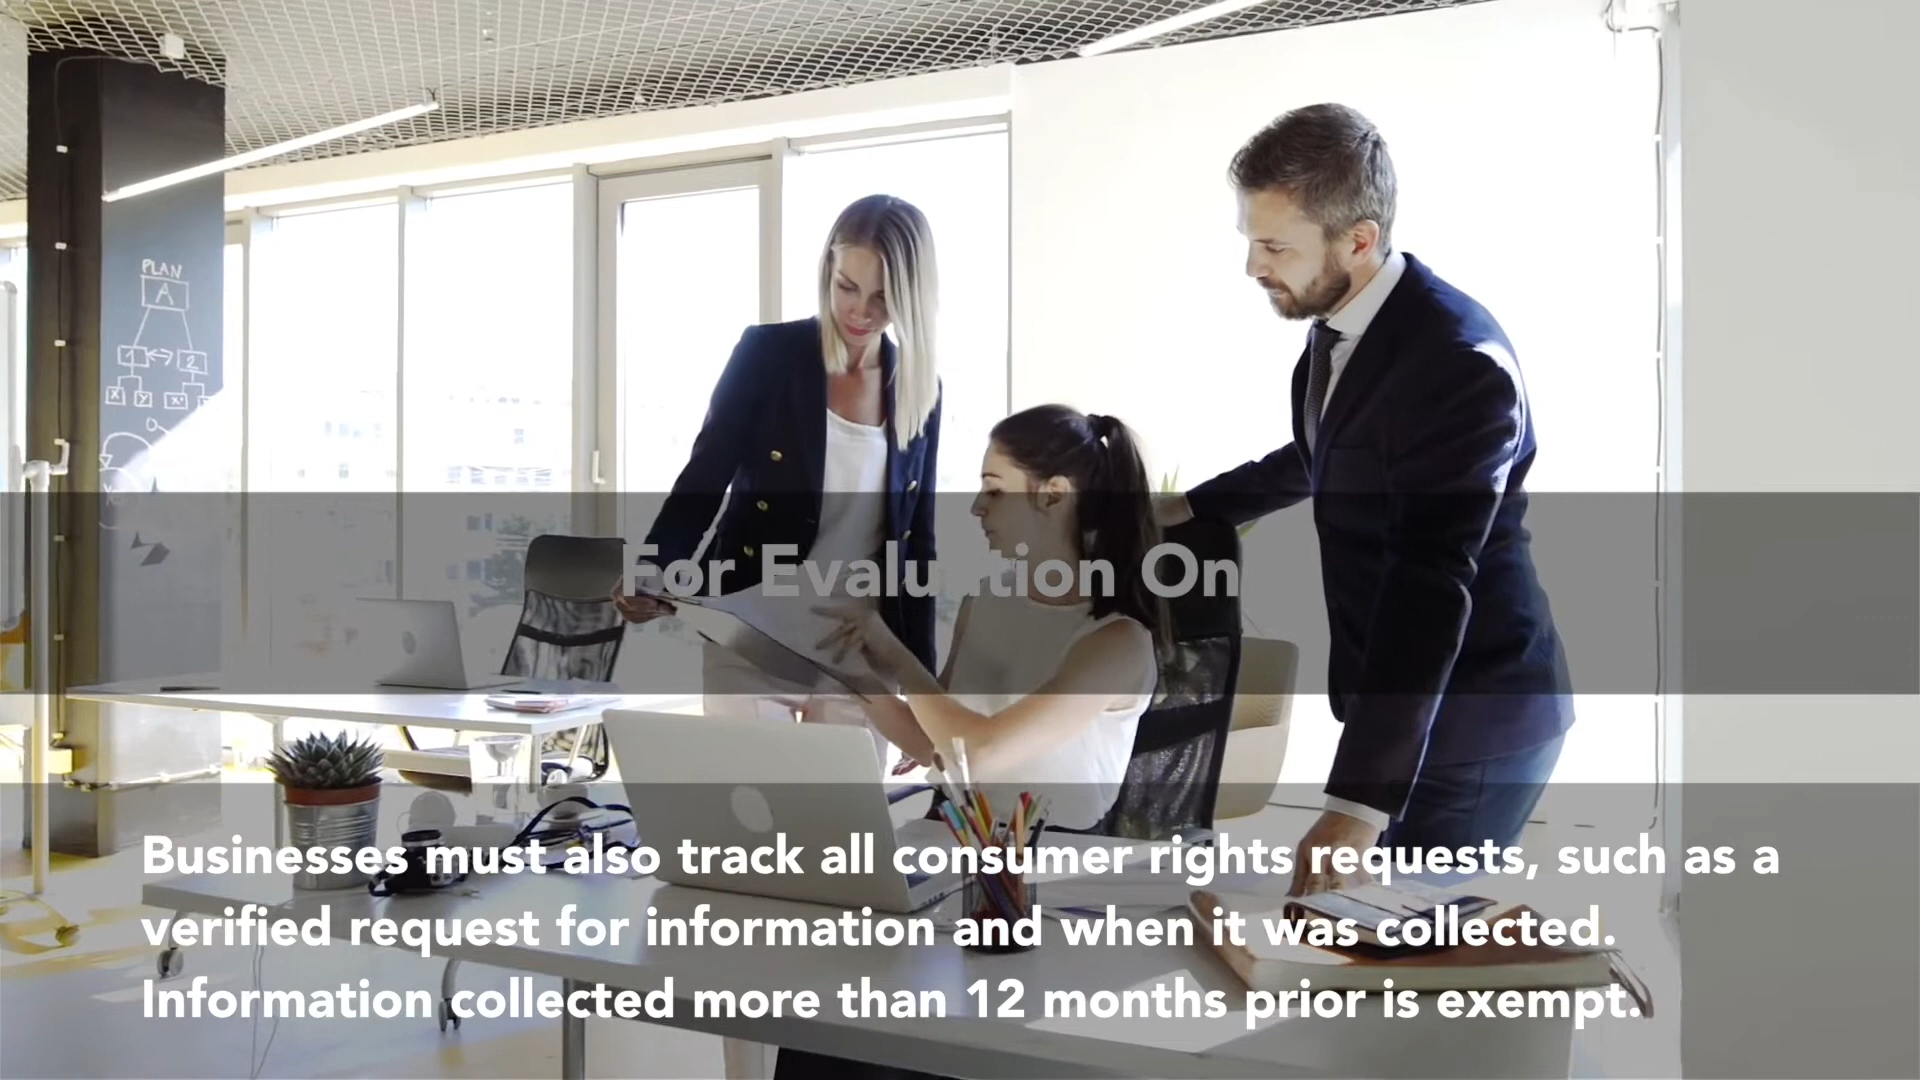 PLAN
A
1 2
X Y X¹
For Evaluation On
Businesses must also track all consumer rights requests, such as a
verified request for information and when it was collected.
Information collected more than 12 months prior is exempt.